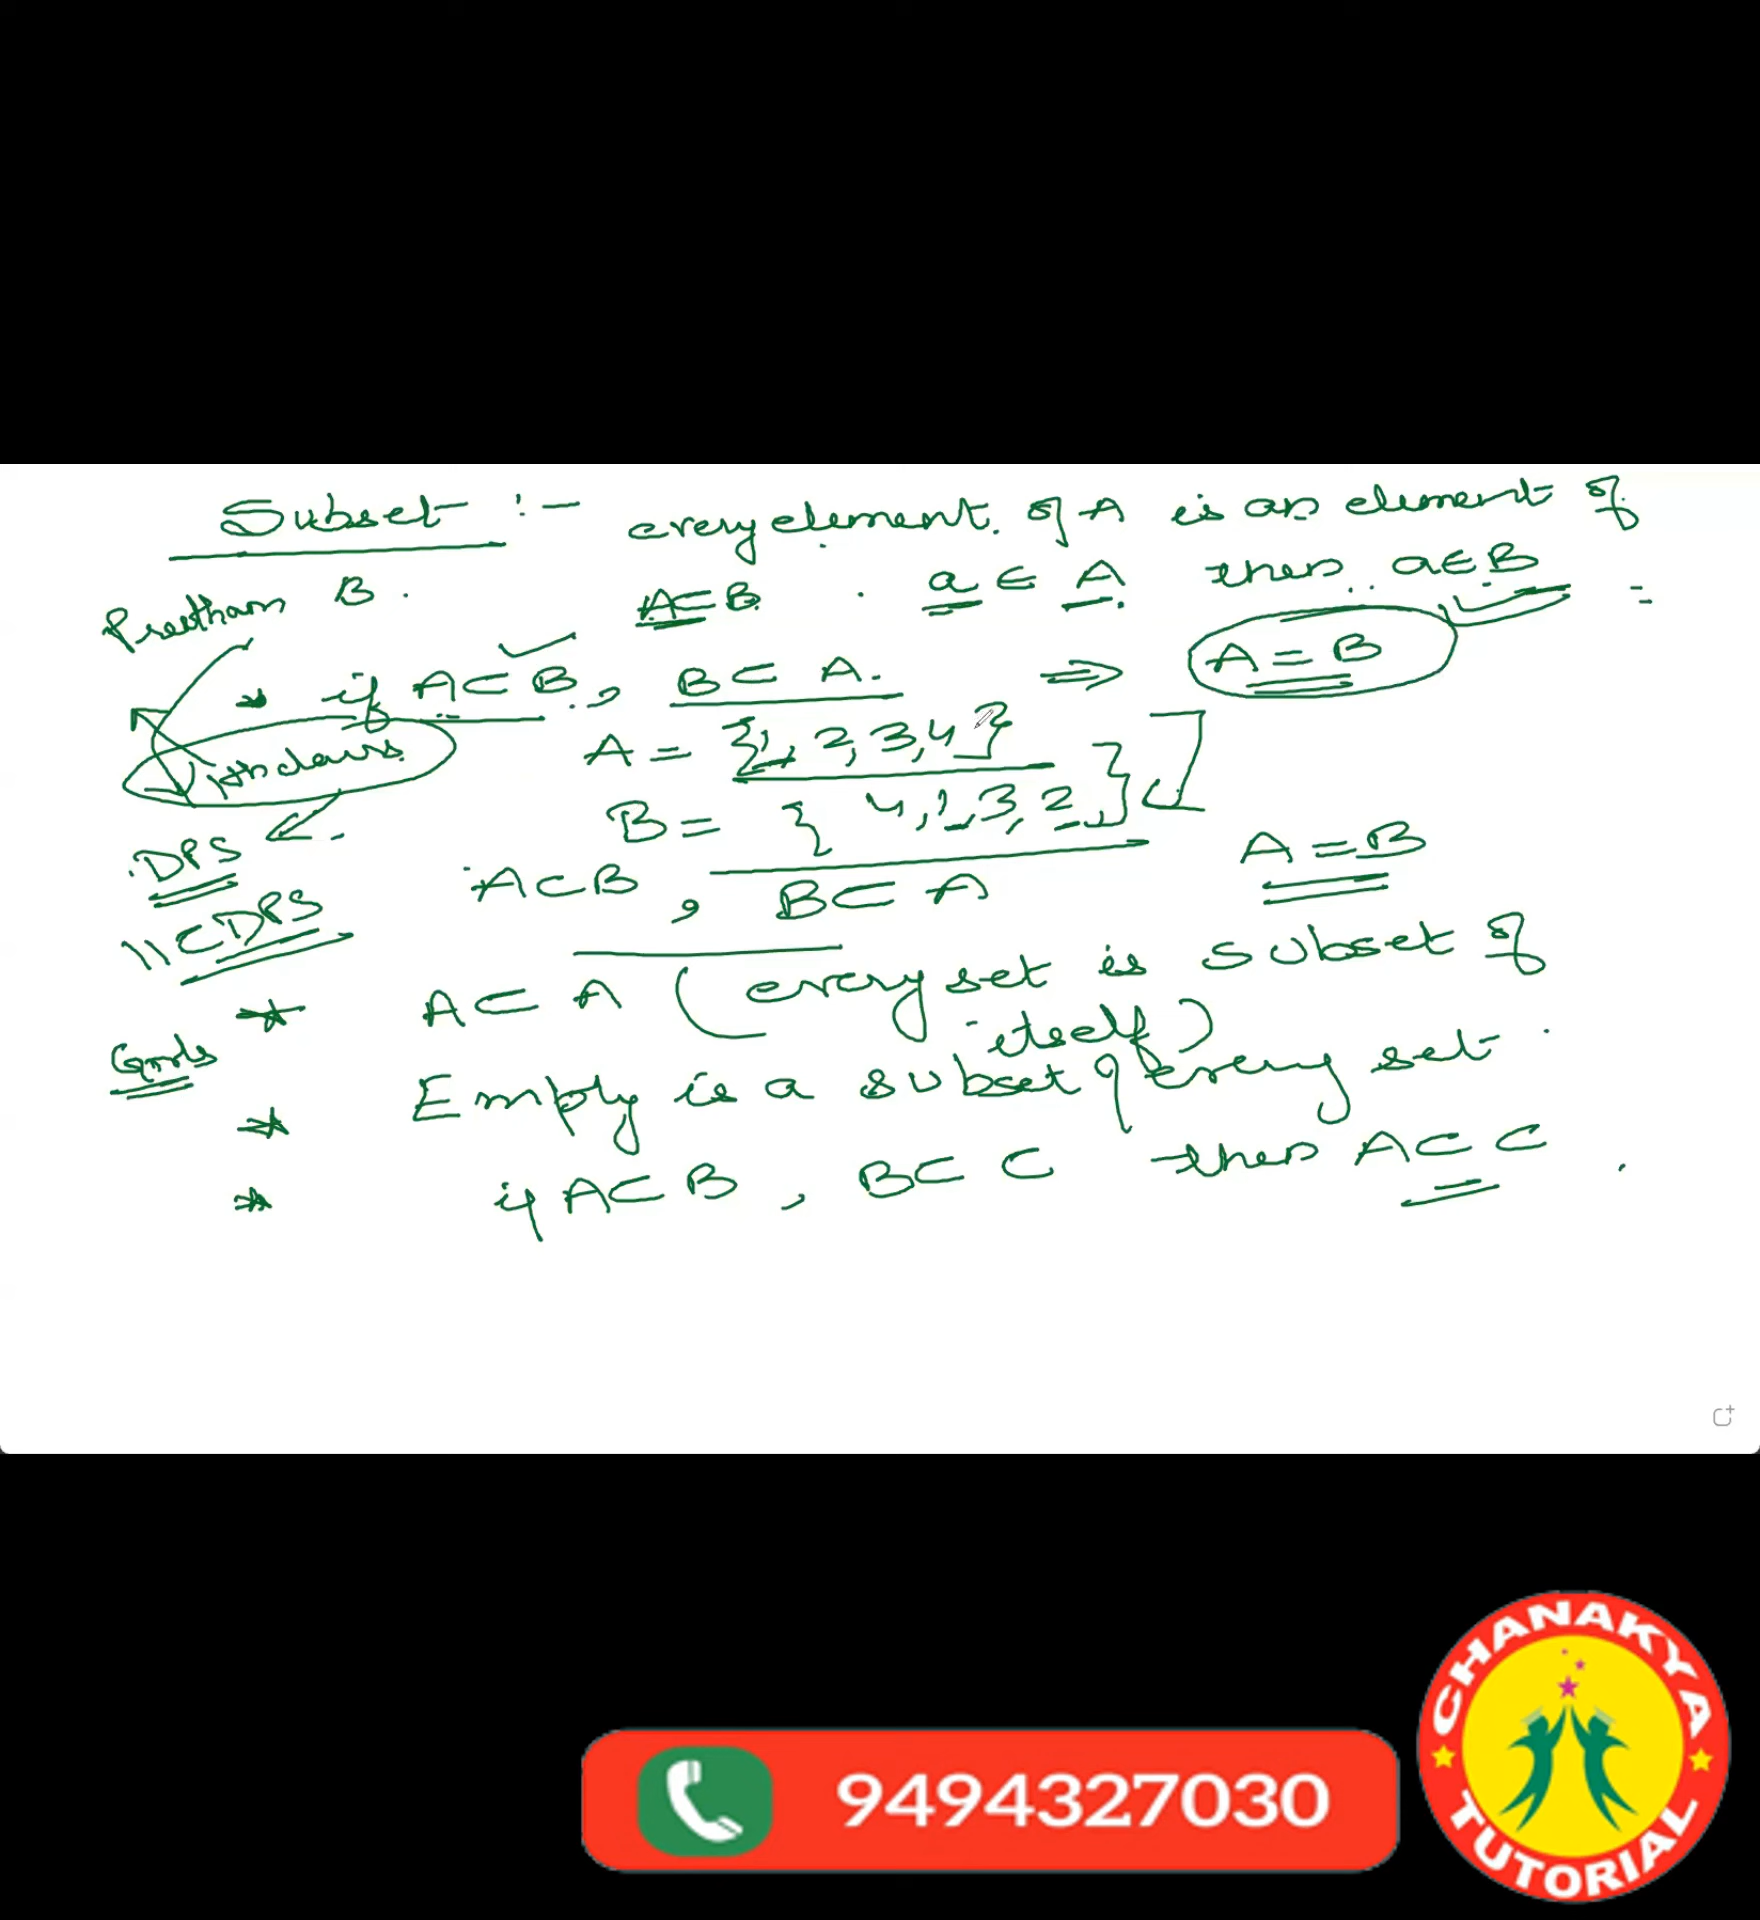 Subset :- every element of A is an element of
B. A⊂B. a ∈ A then a∈B
Preetham
* if A⊂B, B⊂A. ⇒ A=B
A = {1, 2, 3, 4}
B = {4, 1, 3, 2}
DPS
A⊂B, B⊂A A=B
DPS
* A⊂A (every set is subset of
itself)
* Empty is a subset of every set.
* if A⊂B, B⊂C then A⊂C.
9494327030
CHANAKYA
TUTORIAL